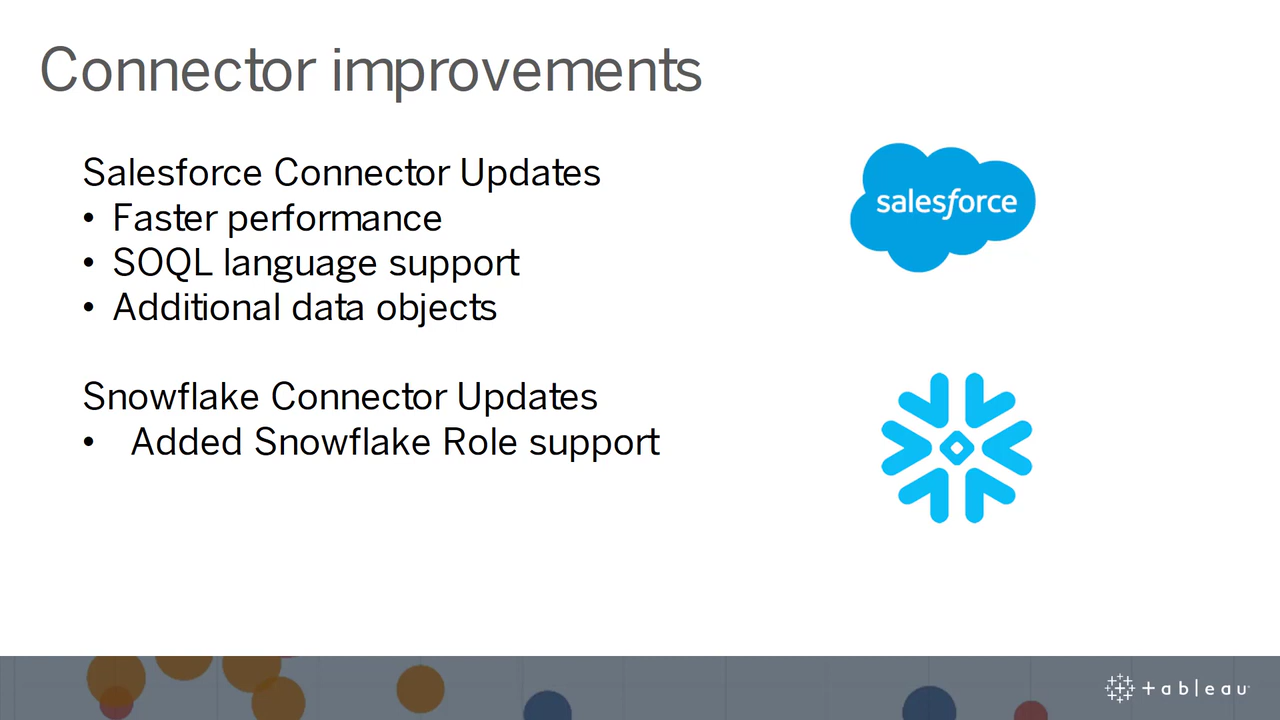 Connector improvements
Salesforce Connector Updates
• Faster performance
• SOQL language support
• Additional data objects
salesforce
Snowflake Connector Updates
• Added Snowflake Role support
tableau